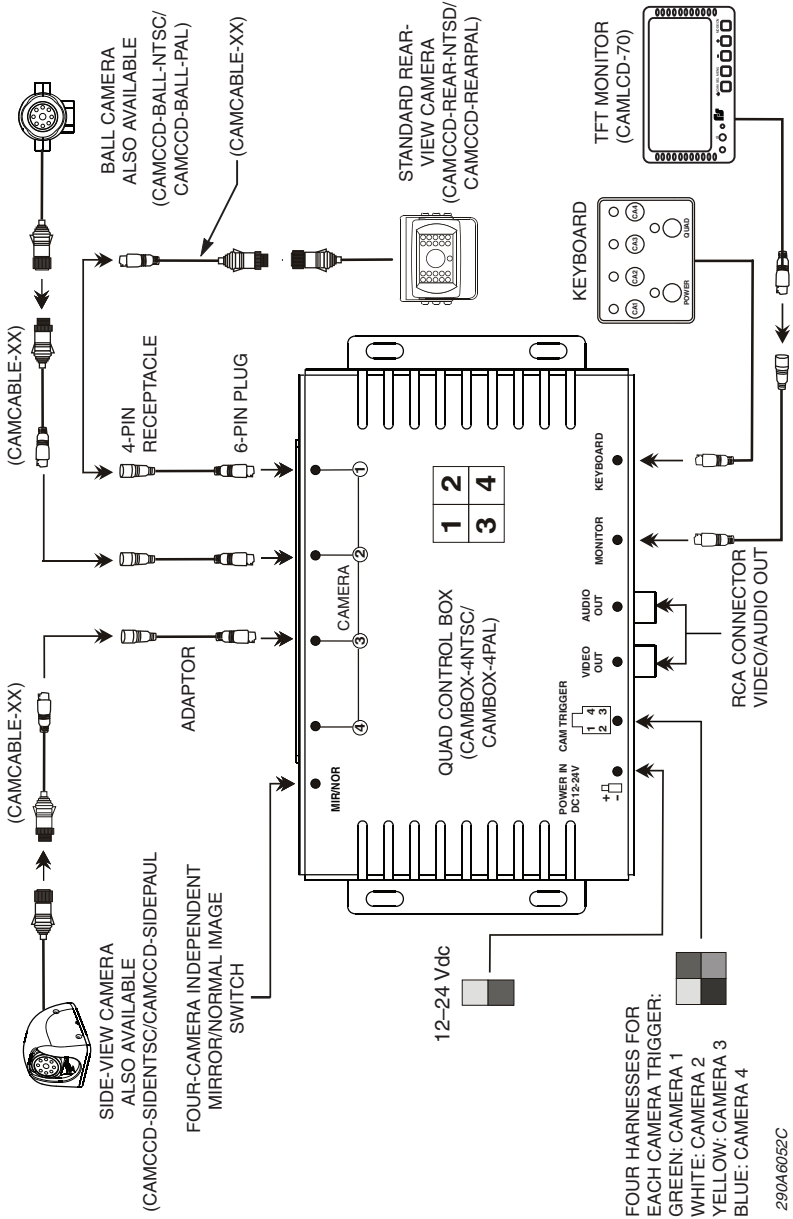 SIDE-VIEW CAMERA
ALSO AVAILABLE
(CAMCCD-SIDENTSC/CAMCCD-SIDEPAUL
(CAMCABLE-XX)
(CAMCABLE-XX)
BALL CAMERA
ALSO AVAILABLE
(CAMCCD-BALL-NTSC/
CAMCCD-BALL-PAL)
(CAMCABLE-XX)
FOUR-CAMERA INDEPENDENT
MIRROR/NORMAL IMAGE
SWITCH
ADAPTOR
4-PIN
RECEPTACLE
6-PIN PLUG
STANDARD REAR-
VIEW CAMERA
(CAMCCD-REAR-NTSD/
CAMCCD-REARPAL)
MIR/NOR
4
3
2
1
CAMERA
QUAD CONTROL BOX
(CAMBOX-4NTSC/
CAMBOX-4PAL)
1 2
3 4
POWER IN
DC12-24V
+
-
CAM TRIGGER
1 4
2 3
VIDEO
OUT
AUDIO
OUT
MONITOR
KEYBOARD
12–24 Vdc
RCA CONNECTOR
VIDEO/AUDIO OUT
KEYBOARD
CA1 CA2 CA3 CA4
POWER QUAD
TFT MONITOR
(CAMLCD-70)
FOUR HARNESSES FOR
EACH CAMERA TRIGGER:
GREEN: CAMERA 1
WHITE: CAMERA 2
YELLOW: CAMERA 3
BLUE: CAMERA 4
290A6052C